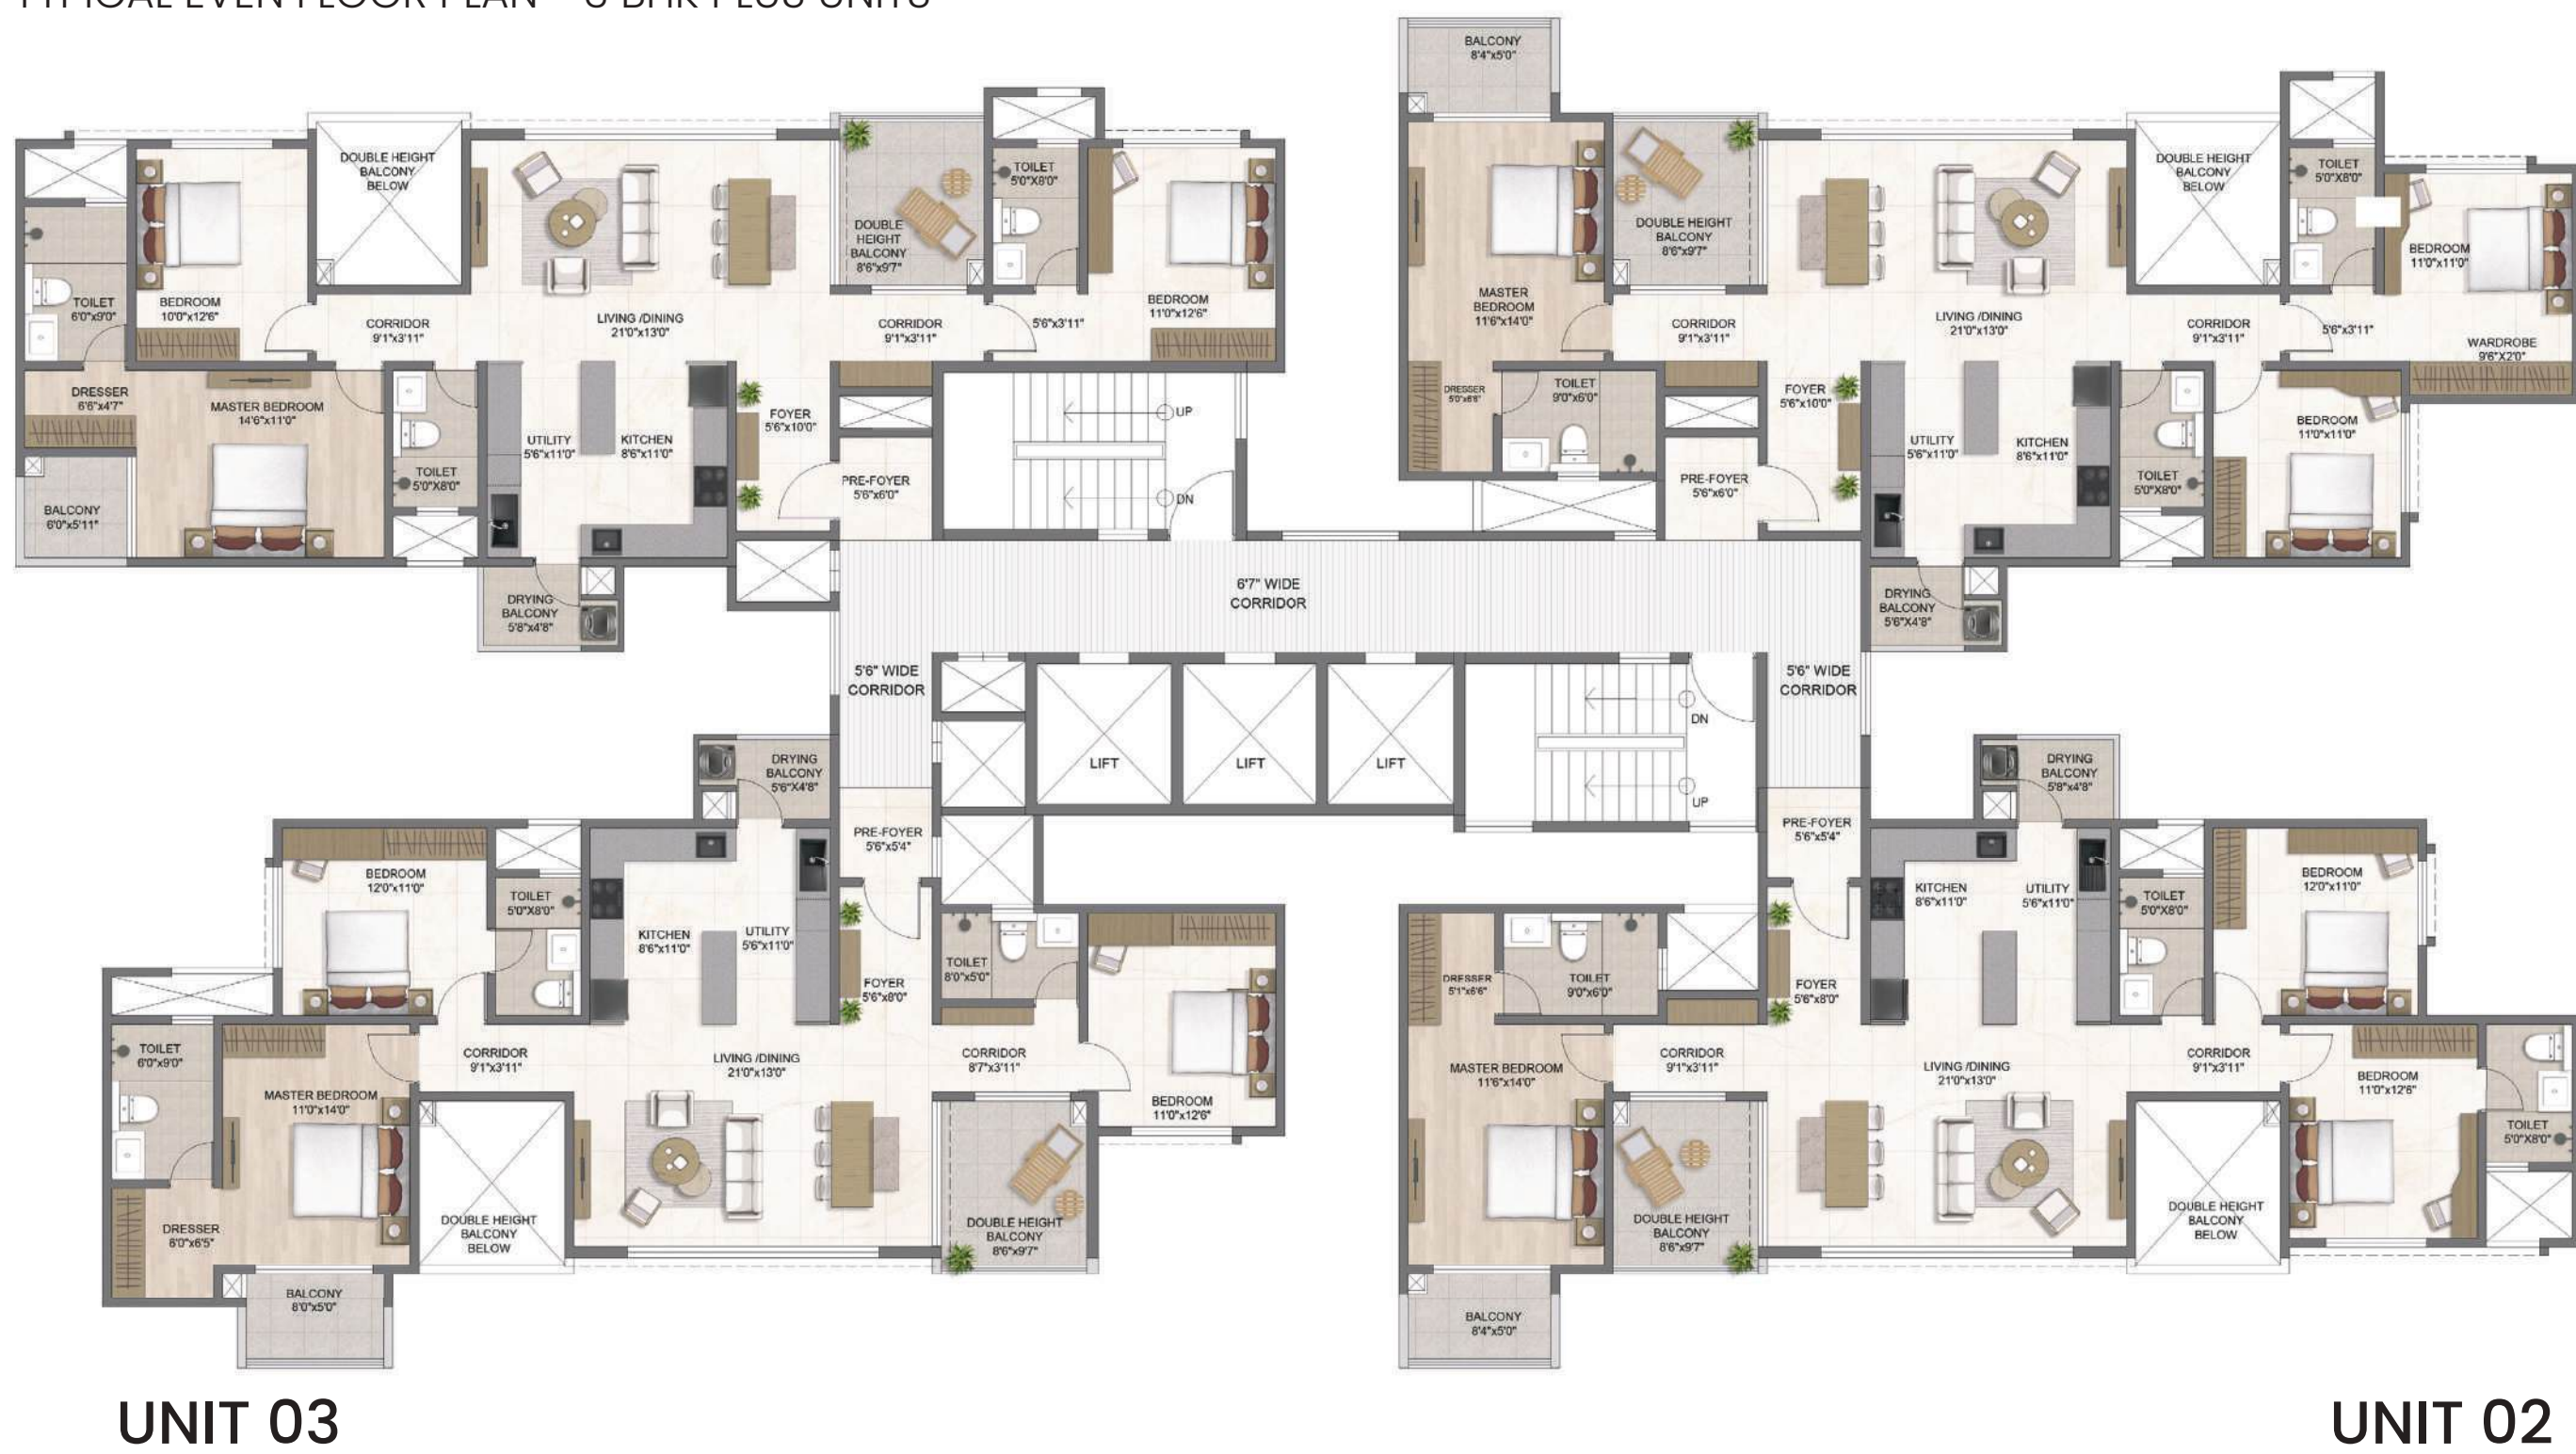 TYPICAL EVEN FLOOR PLAN - 3 BHK PLUS UNITS
DOUBLE HEIGHT
BALCONY
BELOW
TOILET
6'0"x9'0"
BEDROOM
10'0"x12'6"
CORRIDOR
9'1"x3'11"
LIVING /DINING
21'0"x13'0"
DOUBLE
HEIGHT
BALCONY
8'6"x9'7"
TOILET
5'0"X8'0"
BEDROOM
11'0"x12'6"
CORRIDOR
9'1"x3'11"
5'6"x3'11"
DRESSER
6'6"x4'7"
MASTER BEDROOM
14'6"x11'0"
BALCONY
6'0"x5'11"
TOILET
5'0"X8'0"
UTILITY
5'6"x11'0"
KITCHEN
8'6"x11'0"
FOYER
5'6"x10'0"
PRE-FOYER
5'6"x6'0"
UP
DN
DRYING
BALCONY
5'8"x4'8"
BALCONY
8'4"x5'0"
MASTER
BEDROOM
11'6"x14'0"
DOUBLE HEIGHT
BALCONY
8'6"x9'7"
CORRIDOR
9'1"x3'11"
LIVING /DINING
21'0"x13'0"
DOUBLE HEIGHT
BALCONY
BELOW
TOILET
5'0"X8'0"
BEDROOM
11'0"x11'0"
CORRIDOR
9'1"x3'11"
5'6"x3'11"
WARDROBE
9'6"X2'0"
DRESSER
5'0"x6'6"
TOILET
9'0"x6'0"
FOYER
5'6"x10'0"
PRE-FOYER
5'6"x6'0"
UTILITY
5'6"x11'0"
KITCHEN
8'6"x11'0"
TOILET
5'0"X8'0"
BEDROOM
11'0"x11'0"
DRYING
BALCONY
5'6"X4'8"
6'7" WIDE
CORRIDOR
5'6" WIDE
CORRIDOR
5'6" WIDE
CORRIDOR
LIFT
LIFT
LIFT
DN
UP
DRYING
BALCONY
5'6"X4'8"
PRE-FOYER
5'6"x5'4"
BEDROOM
12'0"x11'0"
TOILET
5'0"X8'0"
KITCHEN
8'6"x11'0"
UTILITY
5'6"x11'0"
FOYER
5'6"x8'0"
TOILET
8'0"x5'0"
TOILET
6'0"x9'0"
CORRIDOR
9'1"x3'11"
LIVING /DINING
21'0"x13'0"
CORRIDOR
8'7"x3'11"
BEDROOM
11'0"x12'6"
MASTER BEDROOM
11'0"x14'0"
DRESSER
8'0"x6'5"
DOUBLE HEIGHT
BALCONY
BELOW
DOUBLE HEIGHT
BALCONY
8'6"x9'7"
BALCONY
8'0"x5'0"
DRYING
BALCONY
5'8"x4'8"
PRE-FOYER
5'6"x5'4"
KITCHEN
8'6"x11'0"
UTILITY
5'6"x11'0"
TOILET
5'0"X8'0"
BEDROOM
12'0"x11'0"
DRESSER
5'1"x6'6"
TOILET
9'0"x6'0"
FOYER
5'6"x8'0"
MASTER BEDROOM
11'6"x14'0"
CORRIDOR
9'1"x3'11"
LIVING /DINING
21'0"x13'0"
CORRIDOR
9'1"x3'11"
BEDROOM
11'0"x12'6"
TOILET
5'0"X8'0"
DOUBLE HEIGHT
BALCONY
8'6"x9'7"
DOUBLE HEIGHT
BALCONY
BELOW
BALCONY
8'4"x5'0"
UNIT 03
UNIT 02